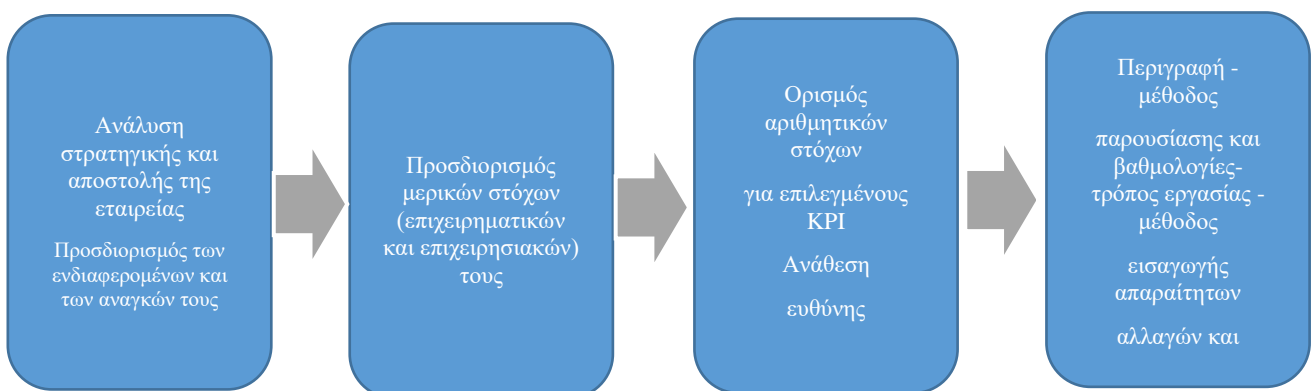 Ανάλυση
στρατηγικής και
αποστολής της
εταιρείας
Προσδιορισμός των
ενδιαφερομένων και
των αναγκών τους
Προσδιορισμός
μερικών στόχων
(επιχειρηματικών
και επιχειρησιακών)
τους
Ορισμός
αριθμητικών
στόχων
για επιλεγμένους
KPI
Ανάθεση
ευθύνης
Περιγραφή -
μέθοδος
παρουσίασης και
βαθμολογίες-
τρόπος εργασίας -
μέθοδος
εισαγωγής
απαραίτητων
αλλαγών και